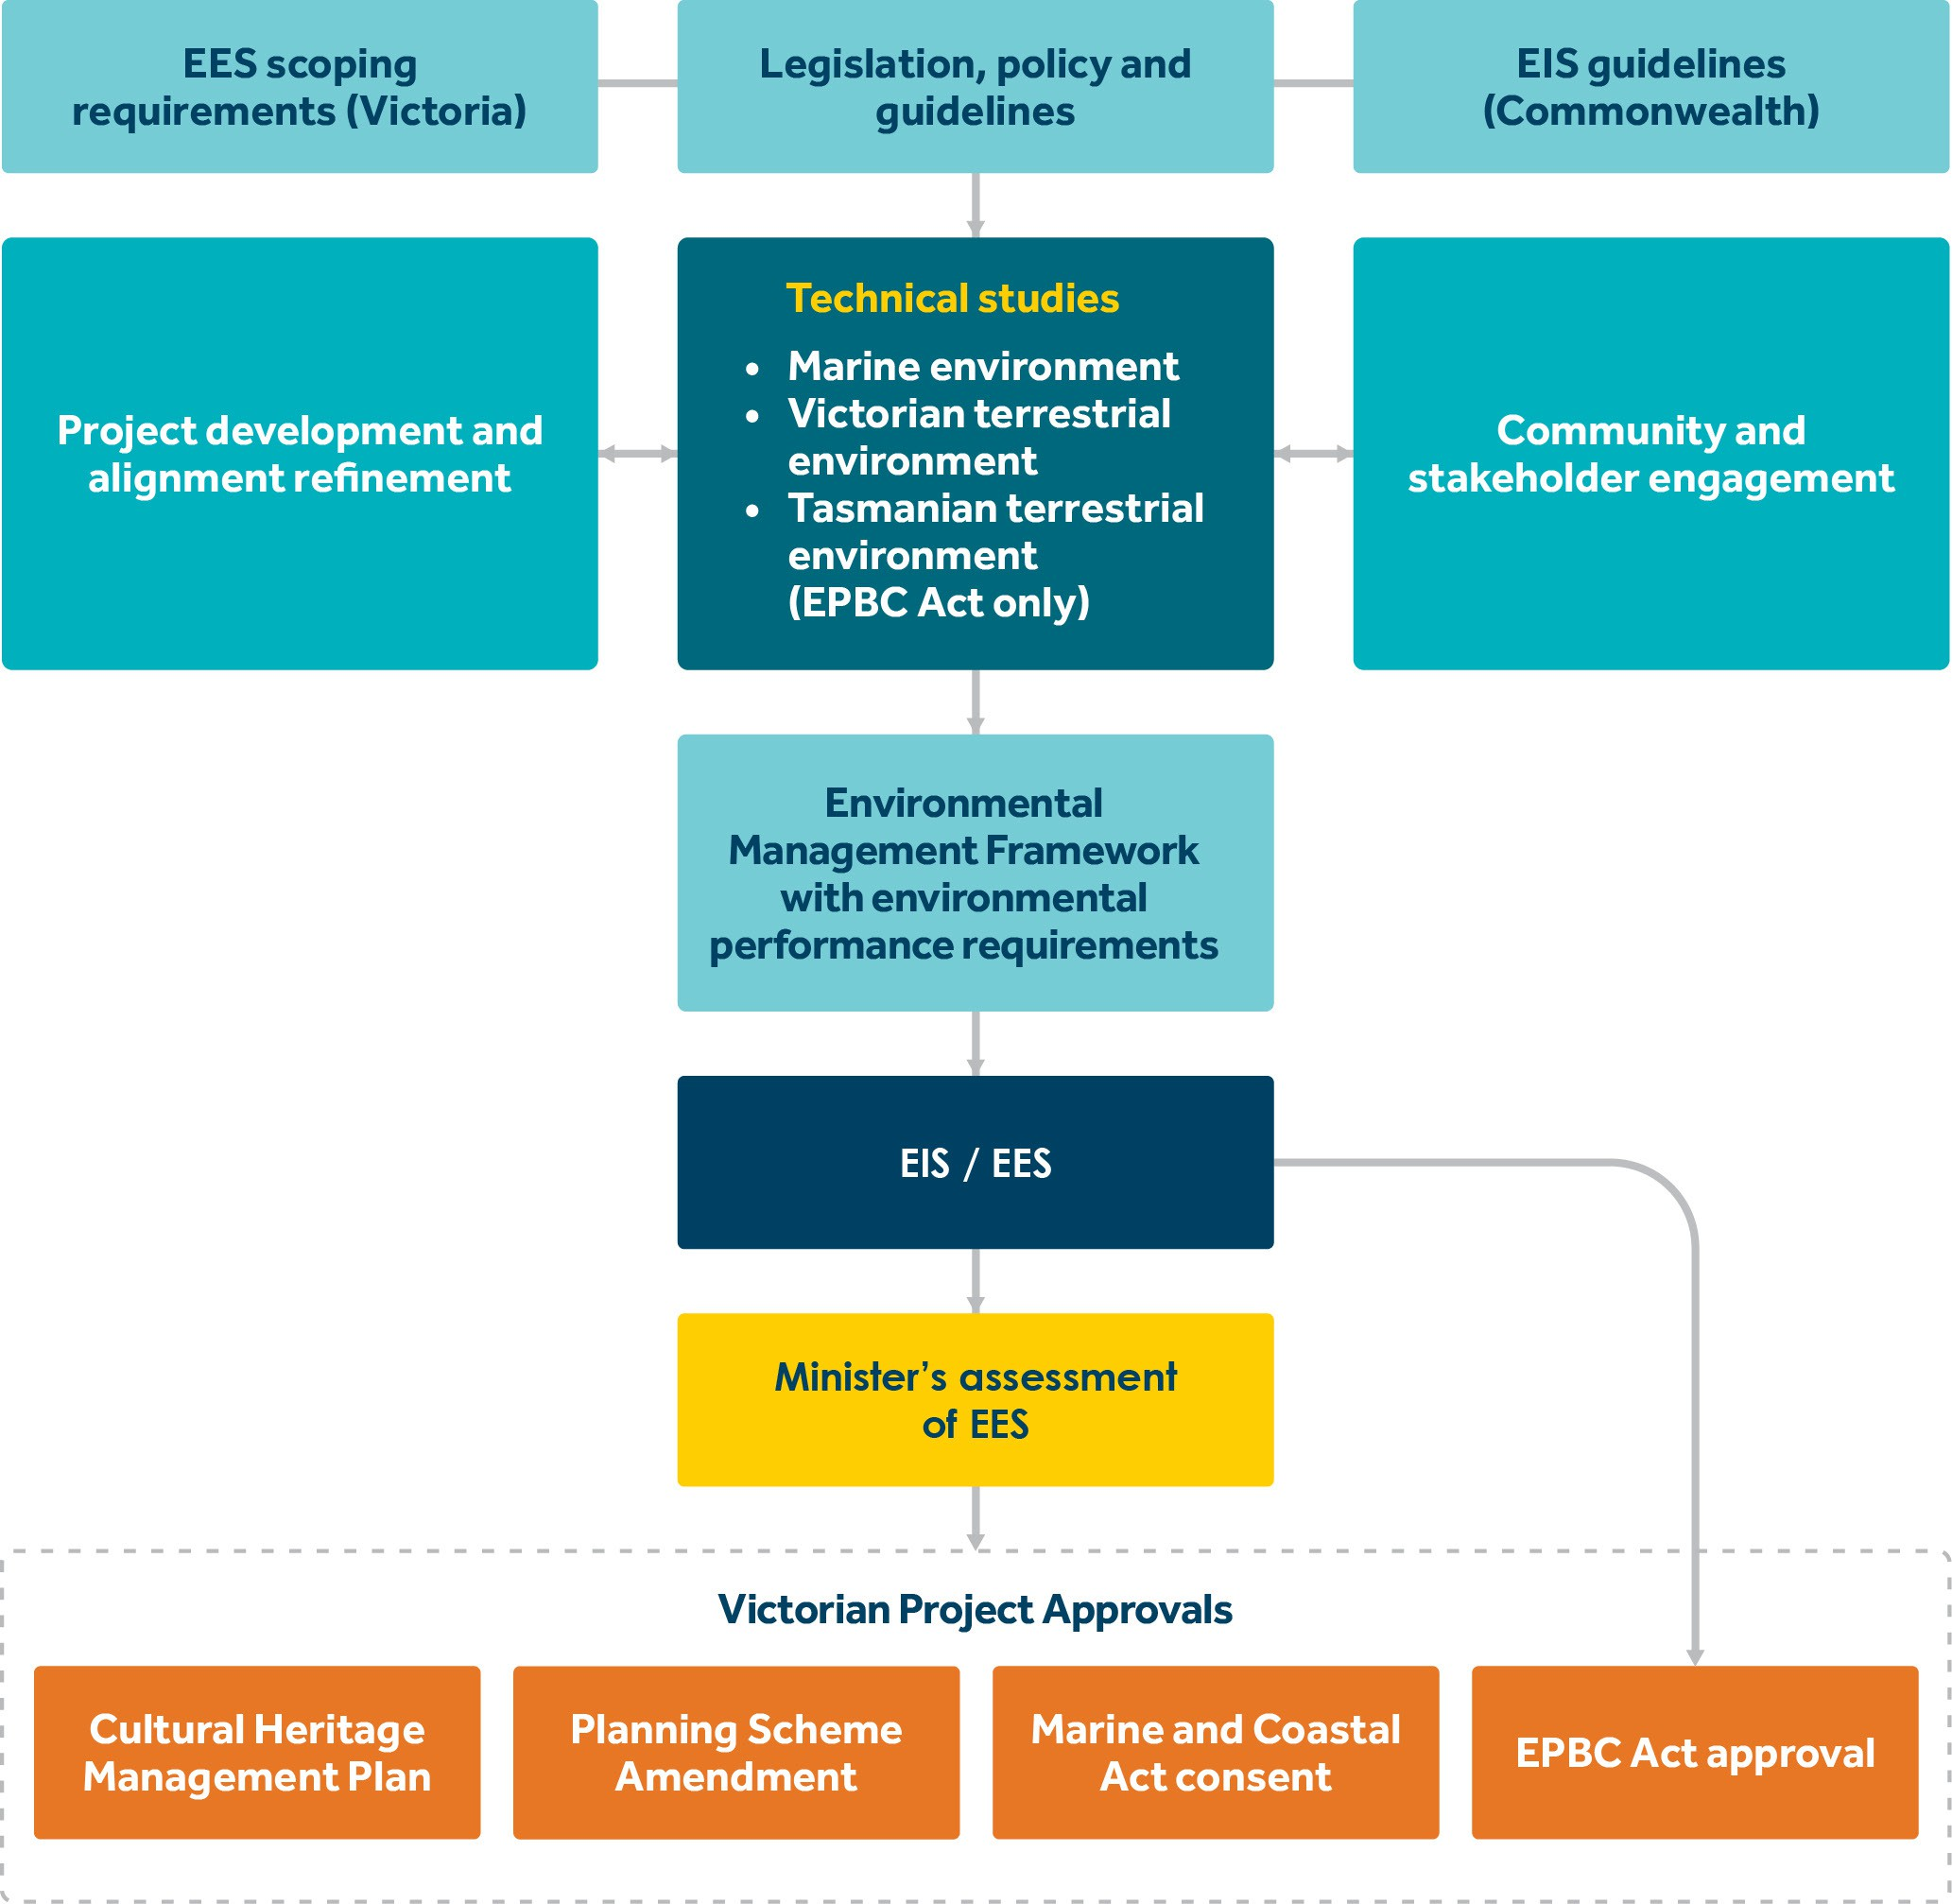 EES scoping
requirements (Victoria)
Legislation, policy and
guidelines
EIS guidelines
(Commonwealth)
Project development and
alignment refinement
Technical studies
• Marine environment
• Victorian terrestrial
environment
• Tasmanian terrestrial
environment
(EPBC Act only)
Community and
stakeholder engagement
Environmental
Management Framework
with environmental
performance requirements
EIS / EES
Minister’s assessment
of EES
Victorian Project Approvals
Cultural Heritage
Management Plan
Planning Scheme
Amendment
Marine and Coastal
Act consent
EPBC Act approval